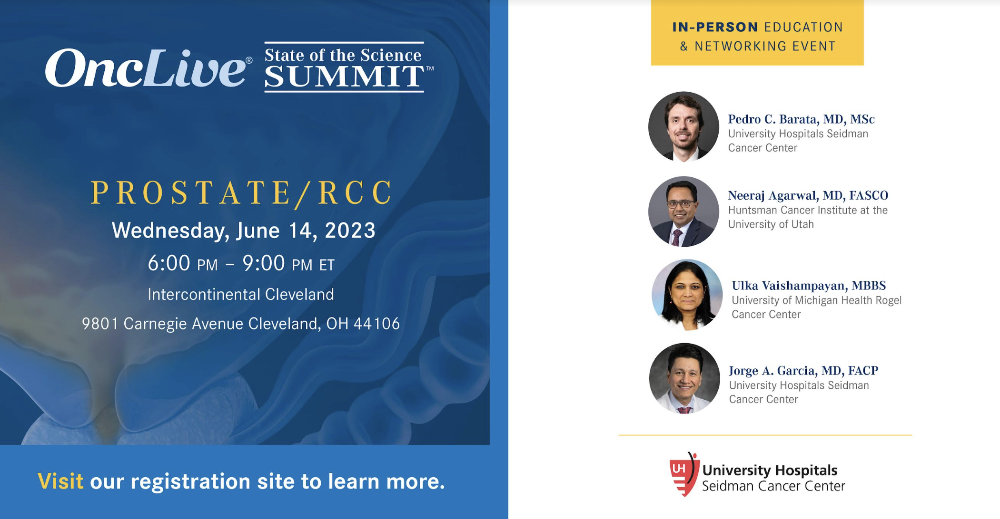 OncLive®
State of the Science
SUMMIT™
PROSTATE/RCC
Wednesday, June 14, 2023
6:00 PM – 9:00 PM ET
Intercontinental Cleveland
9801 Carnegie Avenue Cleveland, OH 44106
Visit our registration site to learn more.
IN-PERSON EDUCATION
& NETWORKING EVENT
Pedro C. Barata, MD, MSc
University Hospitals Seidman
Cancer Center
Neeraj Agarwal, MD, FASCO
Huntsman Cancer Institute at the
University of Utah
Ulka Vaishampayan, MBBS
University of Michigan Health Rogel
Cancer Center
Jorge A. Garcia, MD, FACP
University Hospitals Seidman
Cancer Center
UH
University Hospitals
Seidman Cancer Center